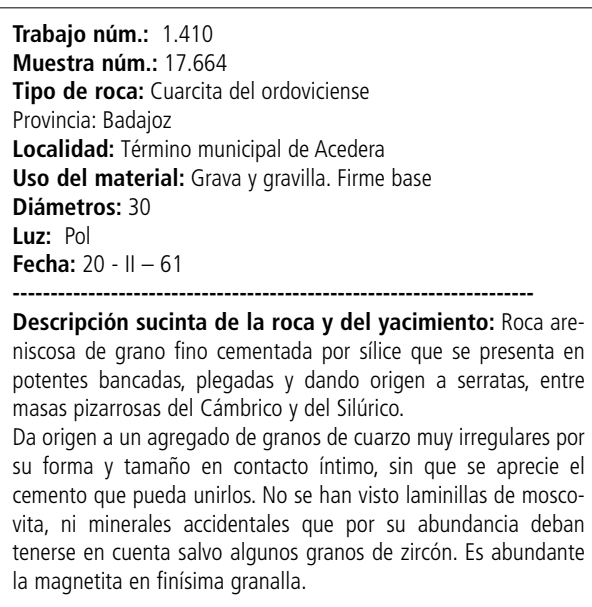 Trabajo núm.: 1.410
Muestra núm.: 17.664
Tipo de roca: Cuarcita del ordoviciense
Provincia: Badajoz
Localidad: Término municipal de Acedera
Uso del material: Grava y gravilla. Firme base
Diámetros: 30
Luz: Pol
Fecha: 20 - II – 61
---------------------------------------------------------------------
Descripción sucinta de la roca y del yacimiento: Roca are-
niscosa de grano fino cementada por sílice que se presenta en
potentes bancadas, plegadas y dando origen a serratas, entre
masas pizarrosas del Cámbrico y del Silúrico.
Da origen a un agregado de granos de cuarzo muy irregulares por
su forma y tamaño en contacto íntimo, sin que se aprecie el
cemento que pueda unirlos. No se han visto laminillas de mosco-
vita, ni minerales accidentales que por su abundancia deban
tenerse en cuenta salvo algunos granos de zircón. Es abundante
la magnetita en finísima granalla.